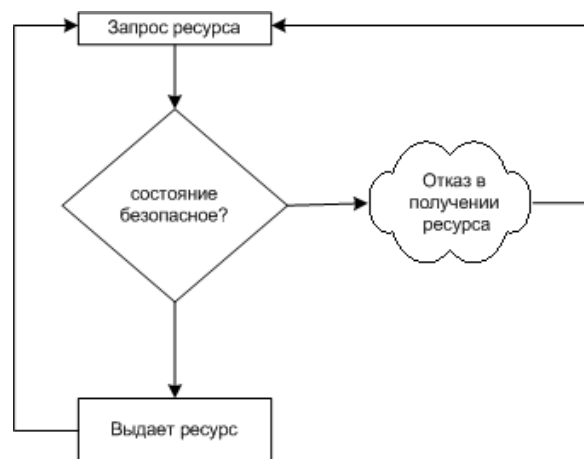 Запрос ресурса
состояние
безопасное?
Отказ в
получении
ресурса
Выдает ресурс